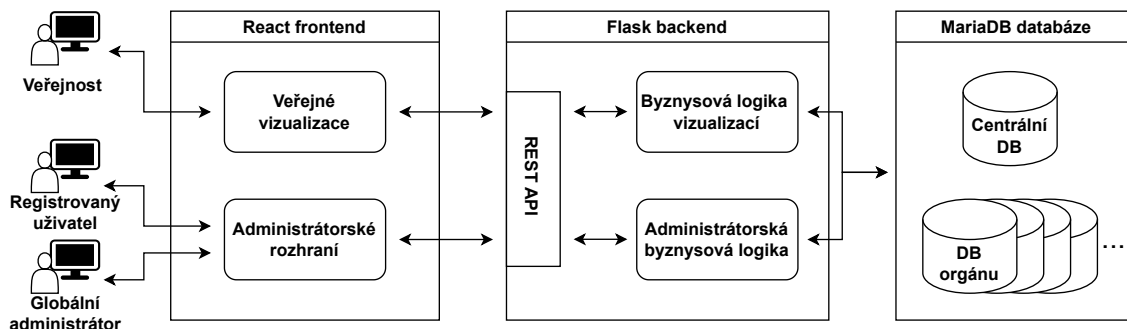 React frontend
Flask backend
MariaDB databáze
Veřejnost
Veřejné
vizualizace
Byznysová logika
vizualizací
Centrální
DB
REST API
Registrovaný
uživatel
Administrátorské
rozhraní
Administrátorská
byznysová logika
DB
orgánu
...
Globální
administrátor